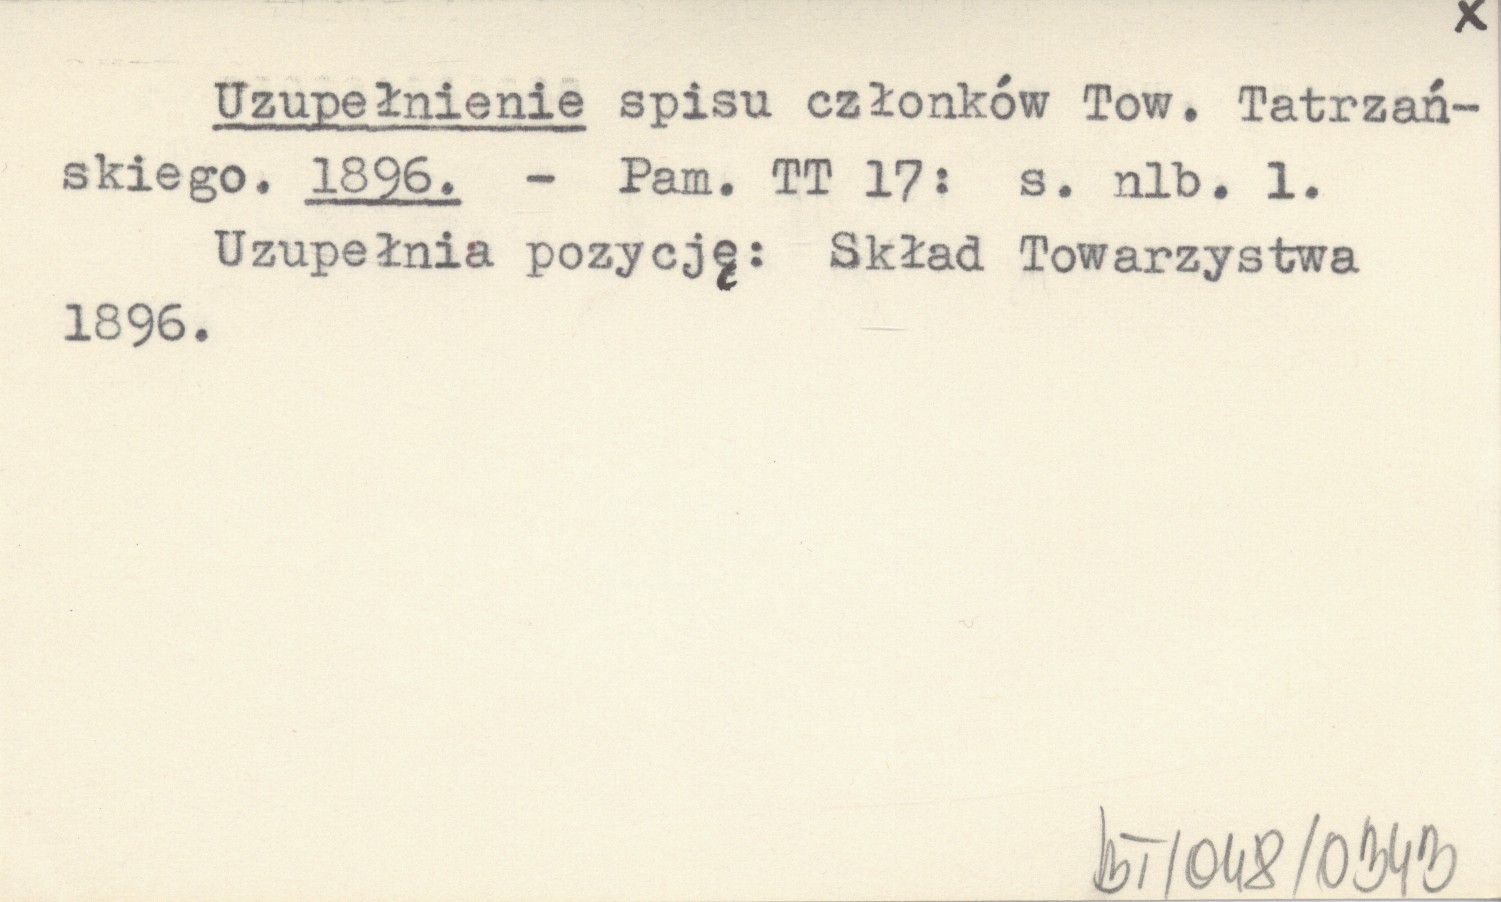 x
Uzupełnienie spisu członków Tow. Tatrzań-
skiego. 1896. - Pam. TT 17: s. nlb. 1.
Uzupełnia pozycję: Skład Towarzystwa
1896.
BT/048/0343